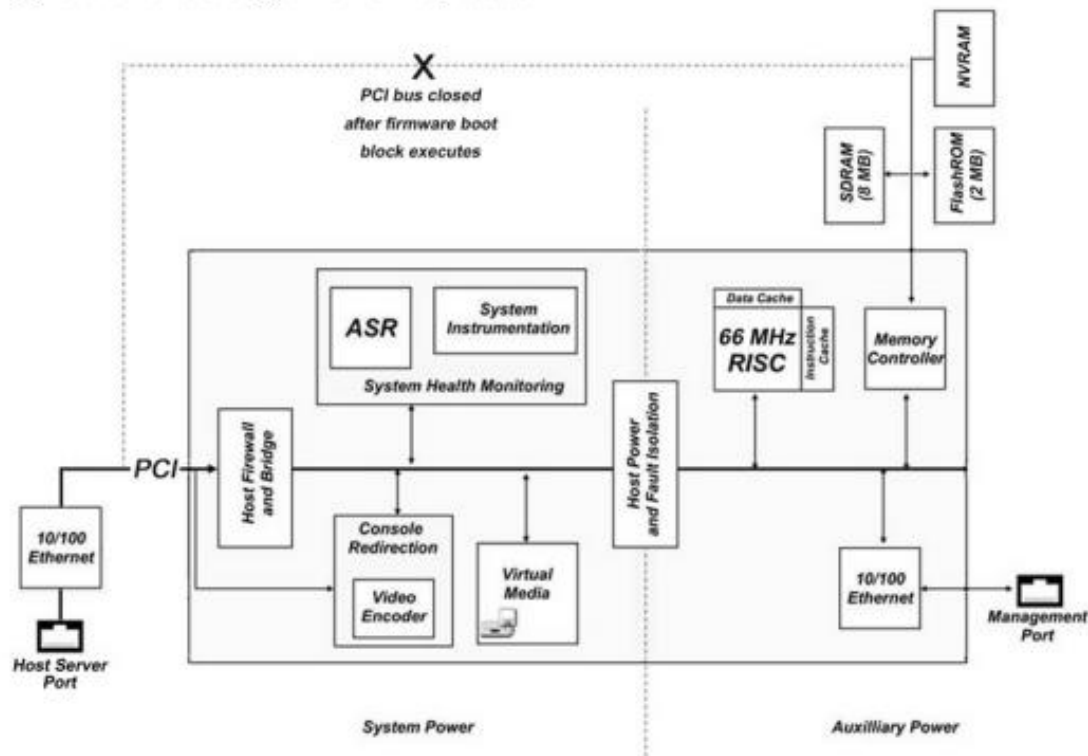 X
PCI bus closed
after firmware boot
block executes
NVRAM
SDRAM
(8 MB)
FlashROM
(2 MB)
ASR
System
Instrumentation
System Health Monitoring
Data Cache
66 MHz
RISC
Instruction
Cache
Memory
Controller
Host Firewall
and Bridge
Host Power
and Fault Isolation
PCI
10/100
Ethernet
Host Server
Port
Console
Redirection
Video
Encoder
Virtual
Media
10/100
Ethernet
Management
Port
System Power
Auxilliary Power